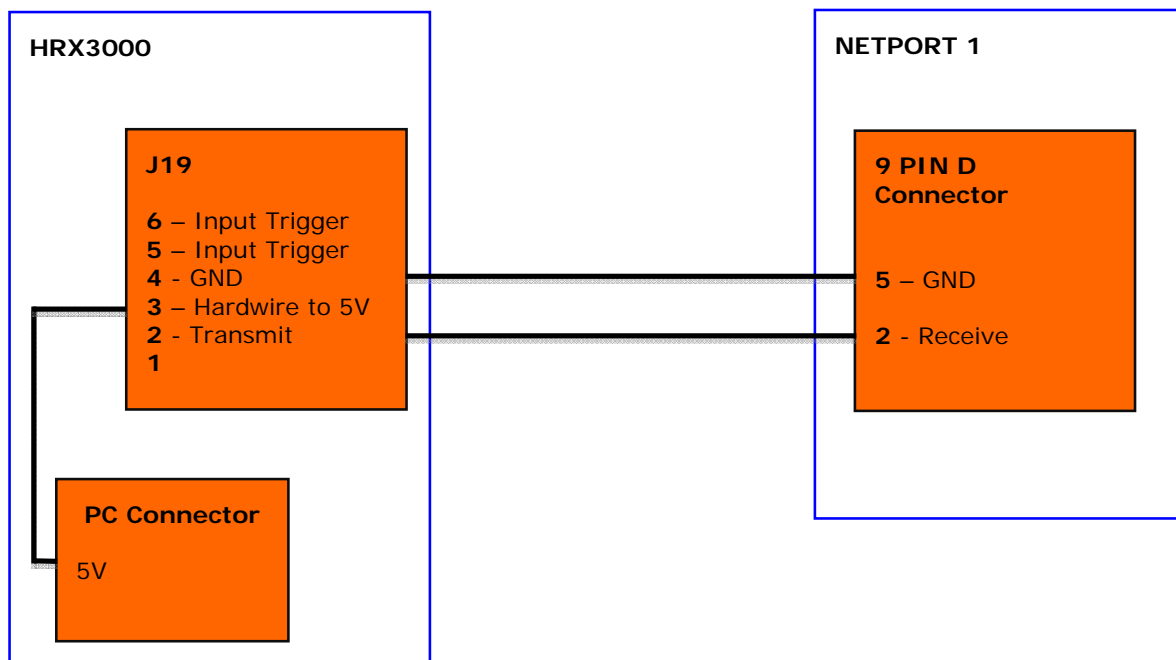 HRX3000
J19
6 – Input Trigger
5 – Input Trigger
4 - GND
3 – Hardwire to 5V
2 - Transmit
1
PC Connector
5V
NETPORT 1
9 PIN D
Connector
5 – GND
2 - Receive